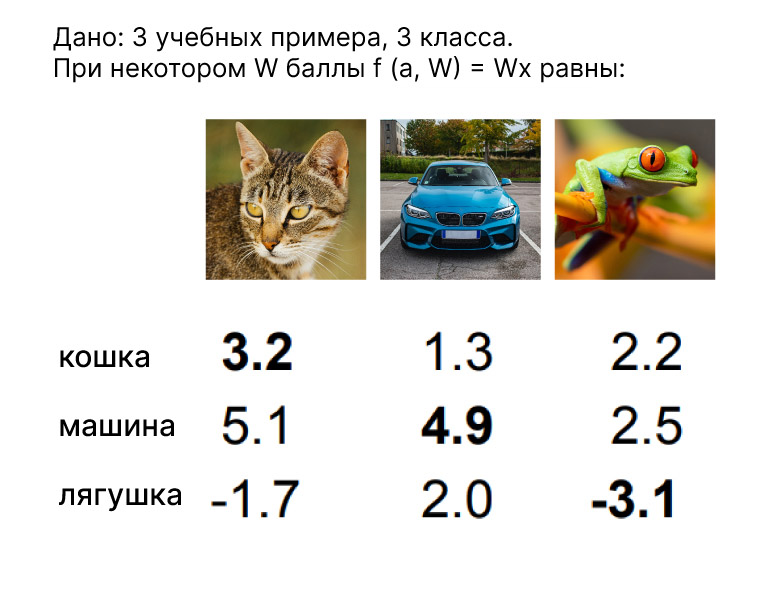 Дано: 3 учебных примера, 3 класса.
При некотором W баллы f (a, W) = Wx равны:
кошка 3.2 1.3 2.2
машина 5.1 4.9 2.5
лягушка -1.7 2.0 -3.1